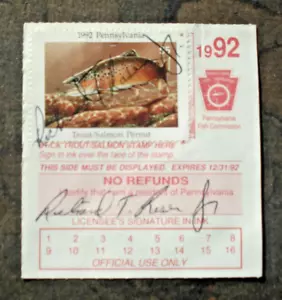 1992 Pennsylvania
1992
Trout/Salmon Permit
Pennsylvania
Fish Commission
STICK TROUT/SALMON STAMP HERE
Sign in ink over the face of the stamp.
THIS SIDE MUST BE DISPLAYED. EXPIRES 12/31/92
NO REFUNDS
I certify that I am a resident of Pennsylvania
Richard T. Jr
LICENSEE'S SIGNATURE IN INK
1 2 3 4 5 6 7 8
9 10 11 12 13 14 15 16
OFFICIAL USE ONLY